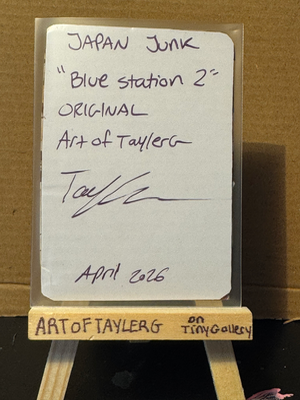 JAPAN JUNK
"Blue station 2"
ORIGINAL
Art of TaylerG
April 2026
ARTOFTAYLERG on TinyGallery